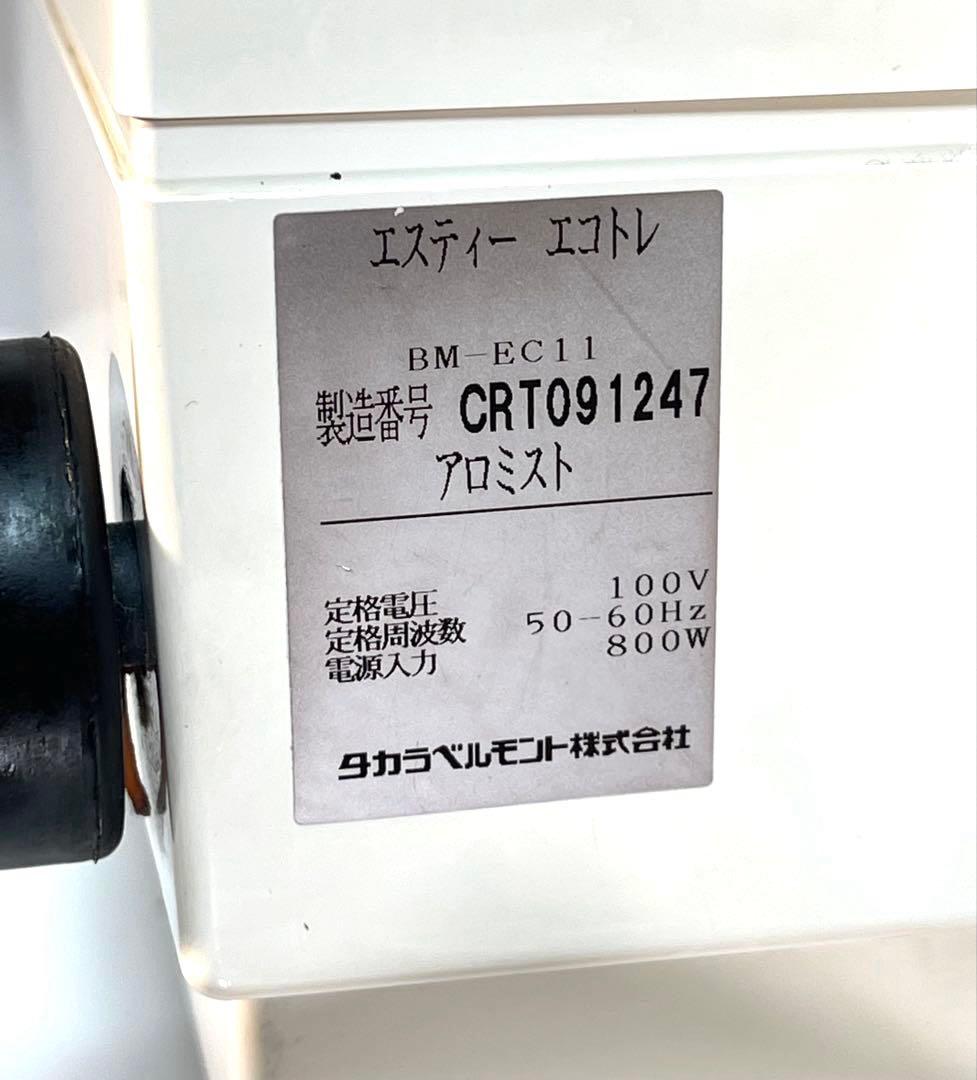 エスティー エコトレ
BM-EC11
製造番号 CRT091247
アロミスト
定格電圧 100V
定格周波数 50-60Hz
電源入力 800W
タカラベルモント株式会社